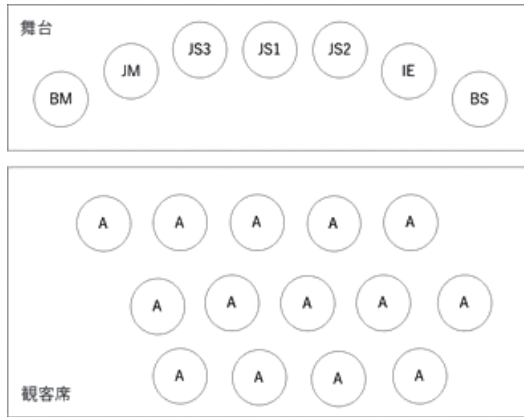 舞台
JS3 JS1 JS2
JM IE
BM BS
A A A A A
A A A A A
A A A A
観客席